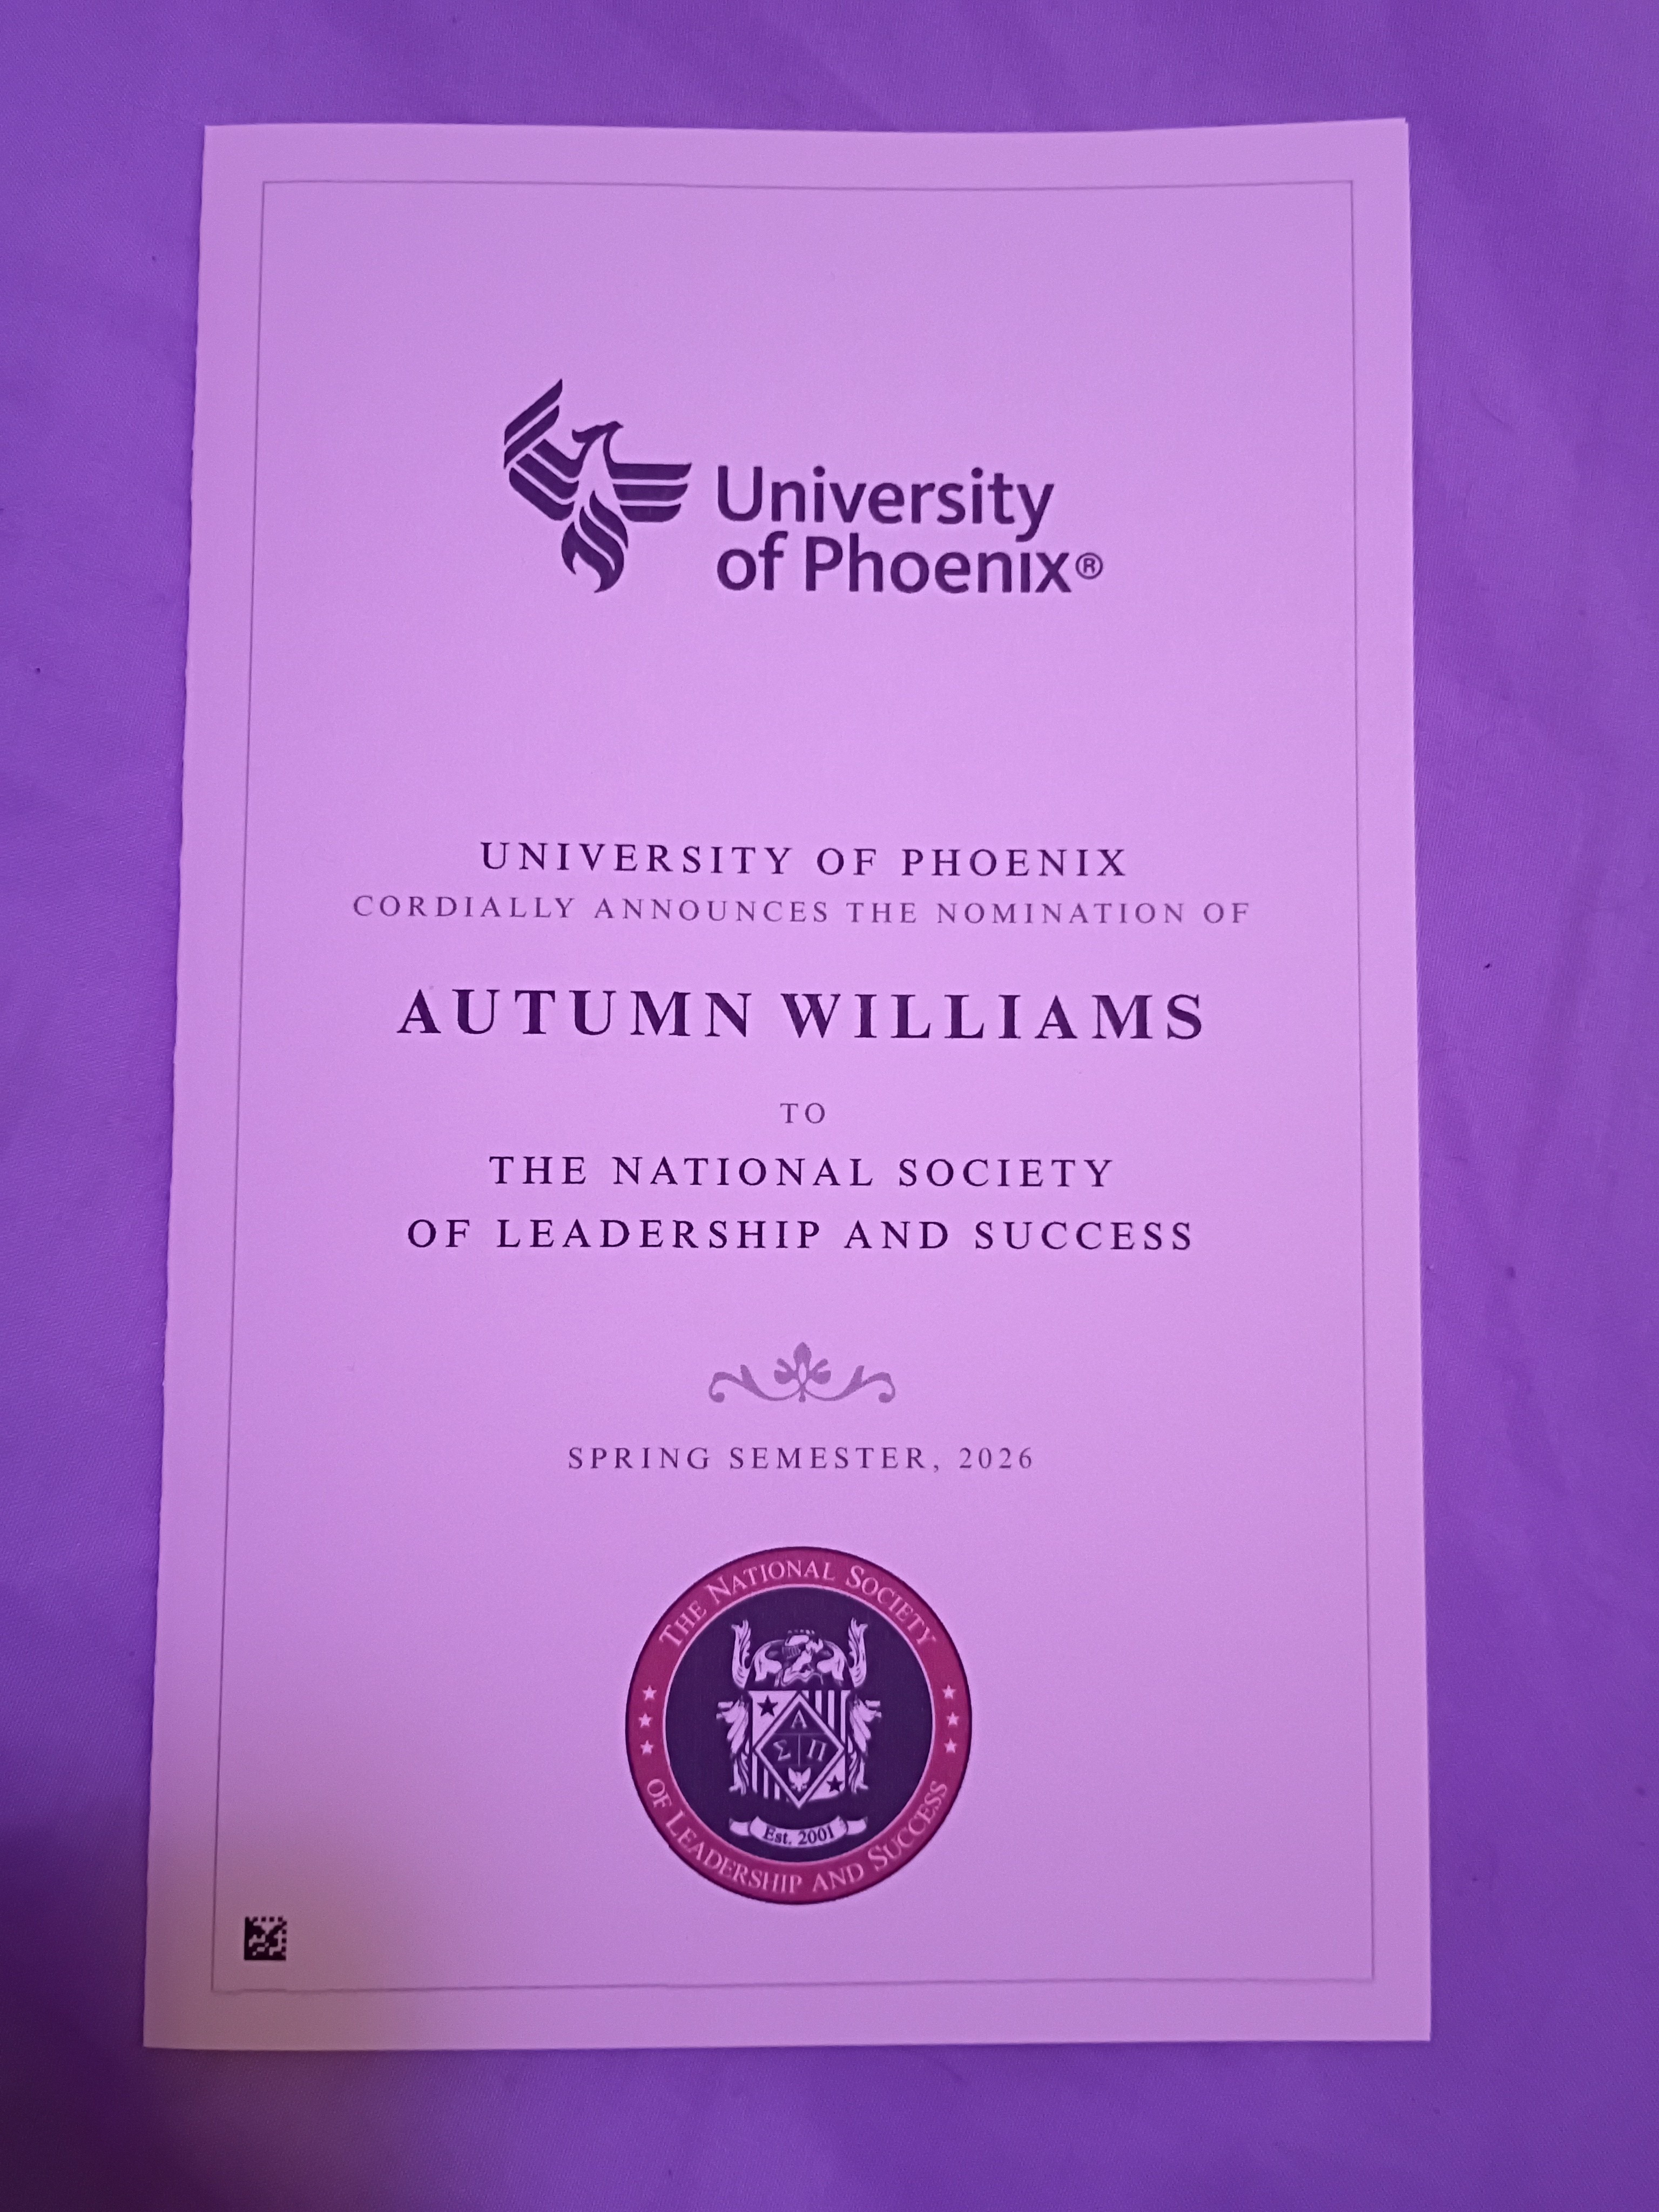 University
of Phoenix®
UNIVERSITY OF PHOENIX
CORDIALLY ANNOUNCES THE NOMINATION OF
AUTUMN WILLIAMS
TO
THE NATIONAL SOCIETY
OF LEADERSHIP AND SUCCESS
SPRING SEMESTER, 2026
THE NATIONAL SOCIETY
Λ
Σ Π
Est. 2001
OF LEADERSHIP AND SUCCESS